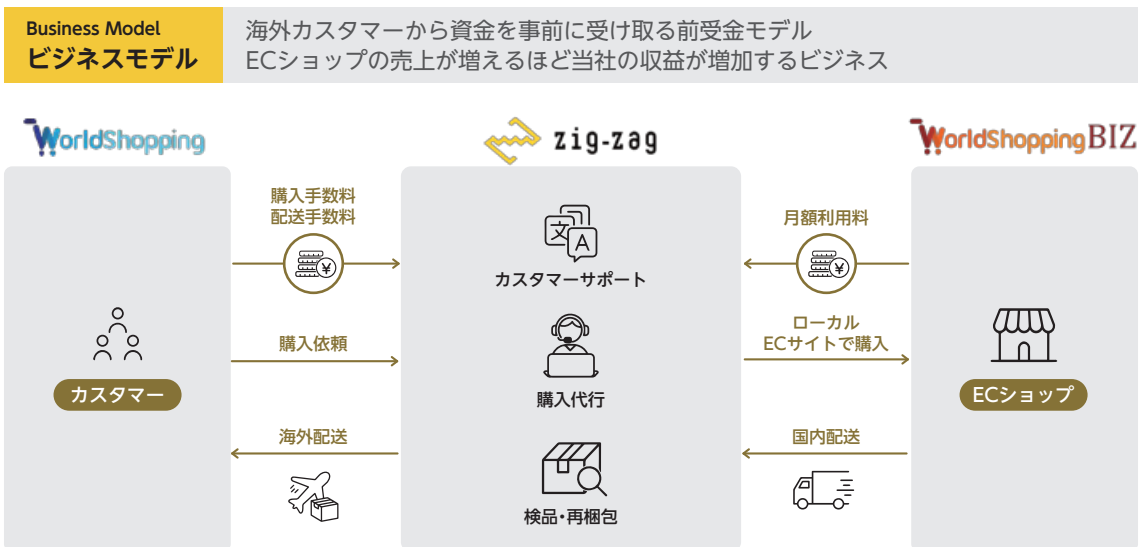 Business Model
ビジネスモデル
海外カスタマーから資金を事前に受け取る前受金モデル
ECショップの売上が増えるほど当社の収益が増加するビジネス
WorldShopping
zig-zag
WorldShopping BIZ
購入手数料
配送手数料
¥
文
A
カスタマーサポート
月額利用料
¥
カスタマー
購入依頼
購入代行
ローカル
ECサイトで購入
ECショップ
海外配送
検品・再梱包
国内配送